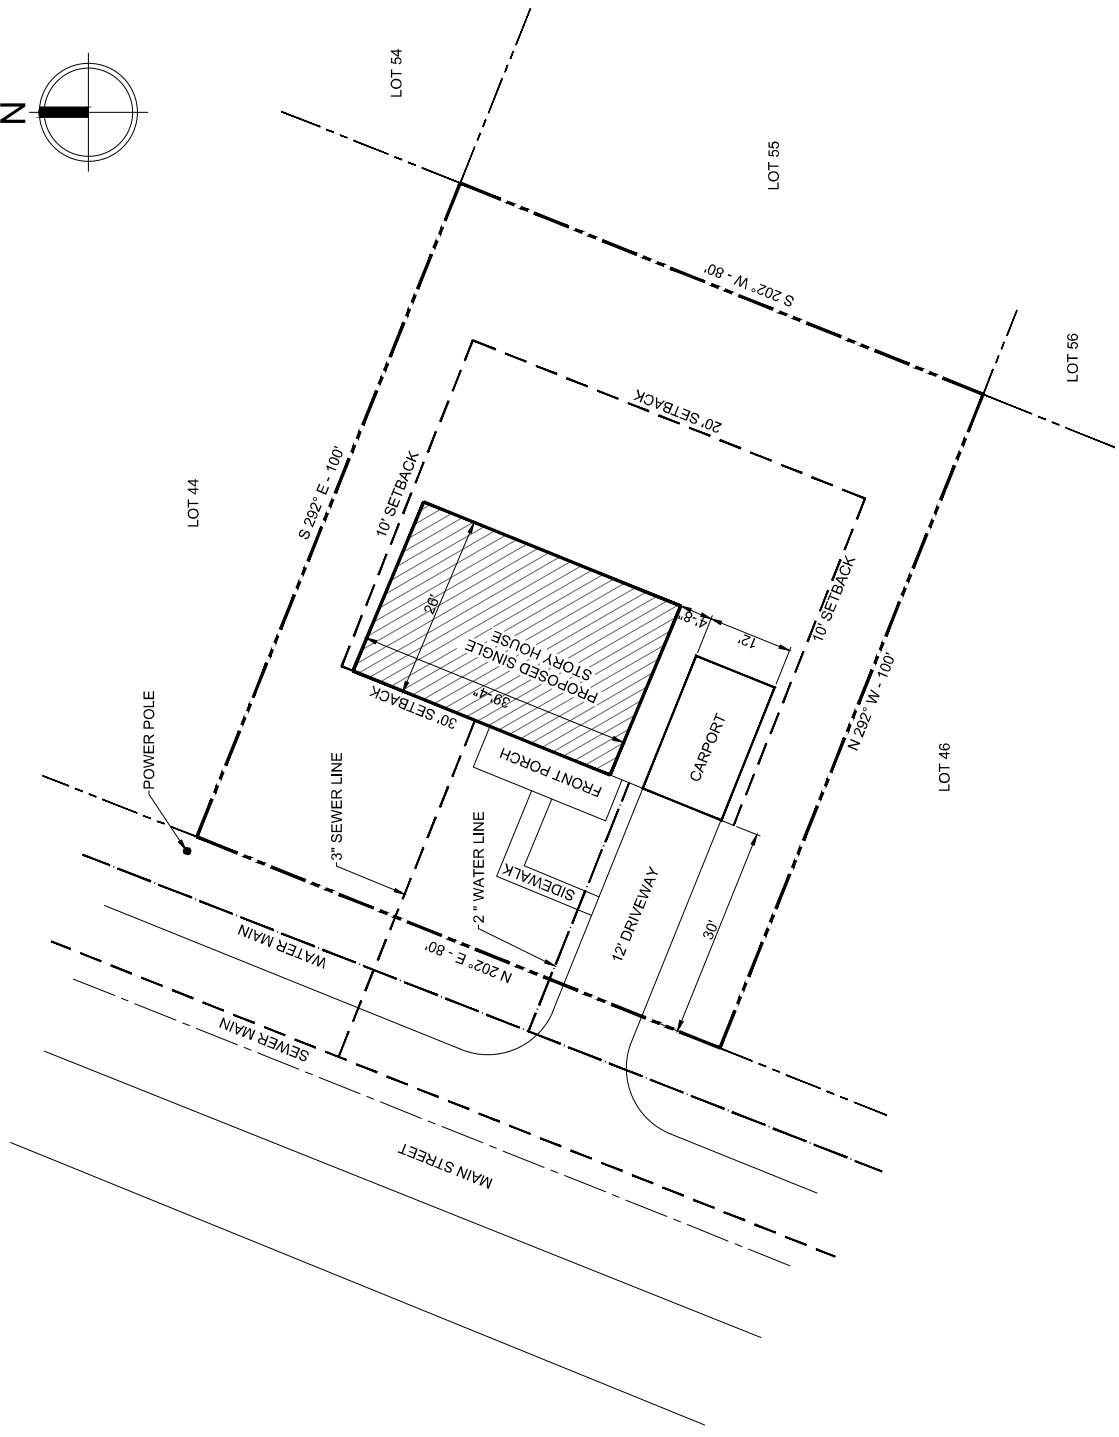 N
LOT 54
LOT 55
LOT 44
S 202° W - 80'
S 292° E - 100'
LOT 56
20' SETBACK
10' SETBACK
26'
PROPOSED SINGLE
STORY HOUSE
39'-4"
4'-8"
12'
10' SETBACK
30' SETBACK
FRONT PORCH
CARPORT
N 292° W - 100'
LOT 46
POWER POLE
3" SEWER LINE
2 " WATER LINE
SIDEWALK
12' DRIVEWAY
30'
WATER MAIN
N 202° E - 80'
SEWER MAIN
MAIN STREET